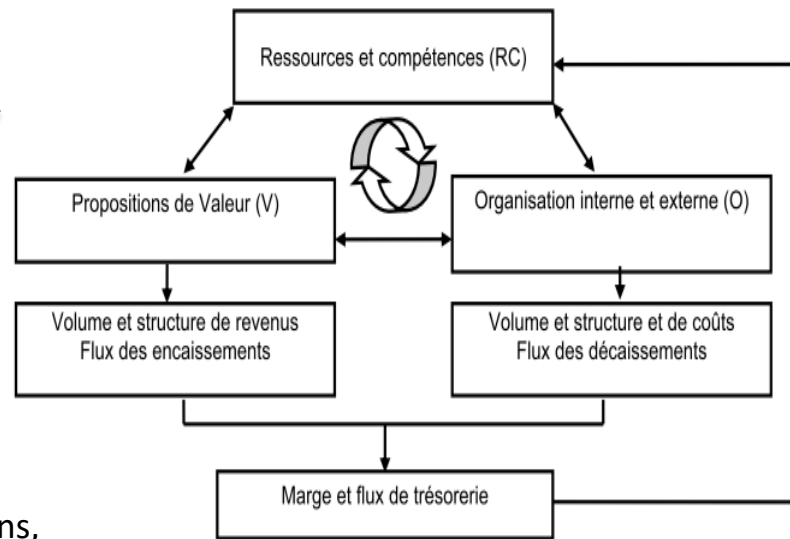 Ressources et compétences (RC)
Propositions de Valeur (V)
Organisation interne et externe (O)
Volume et structure de revenus
Flux des encaissements
Volume et structure et de coûts
Flux des décaissements
Marge et flux de trésorerie
ns,